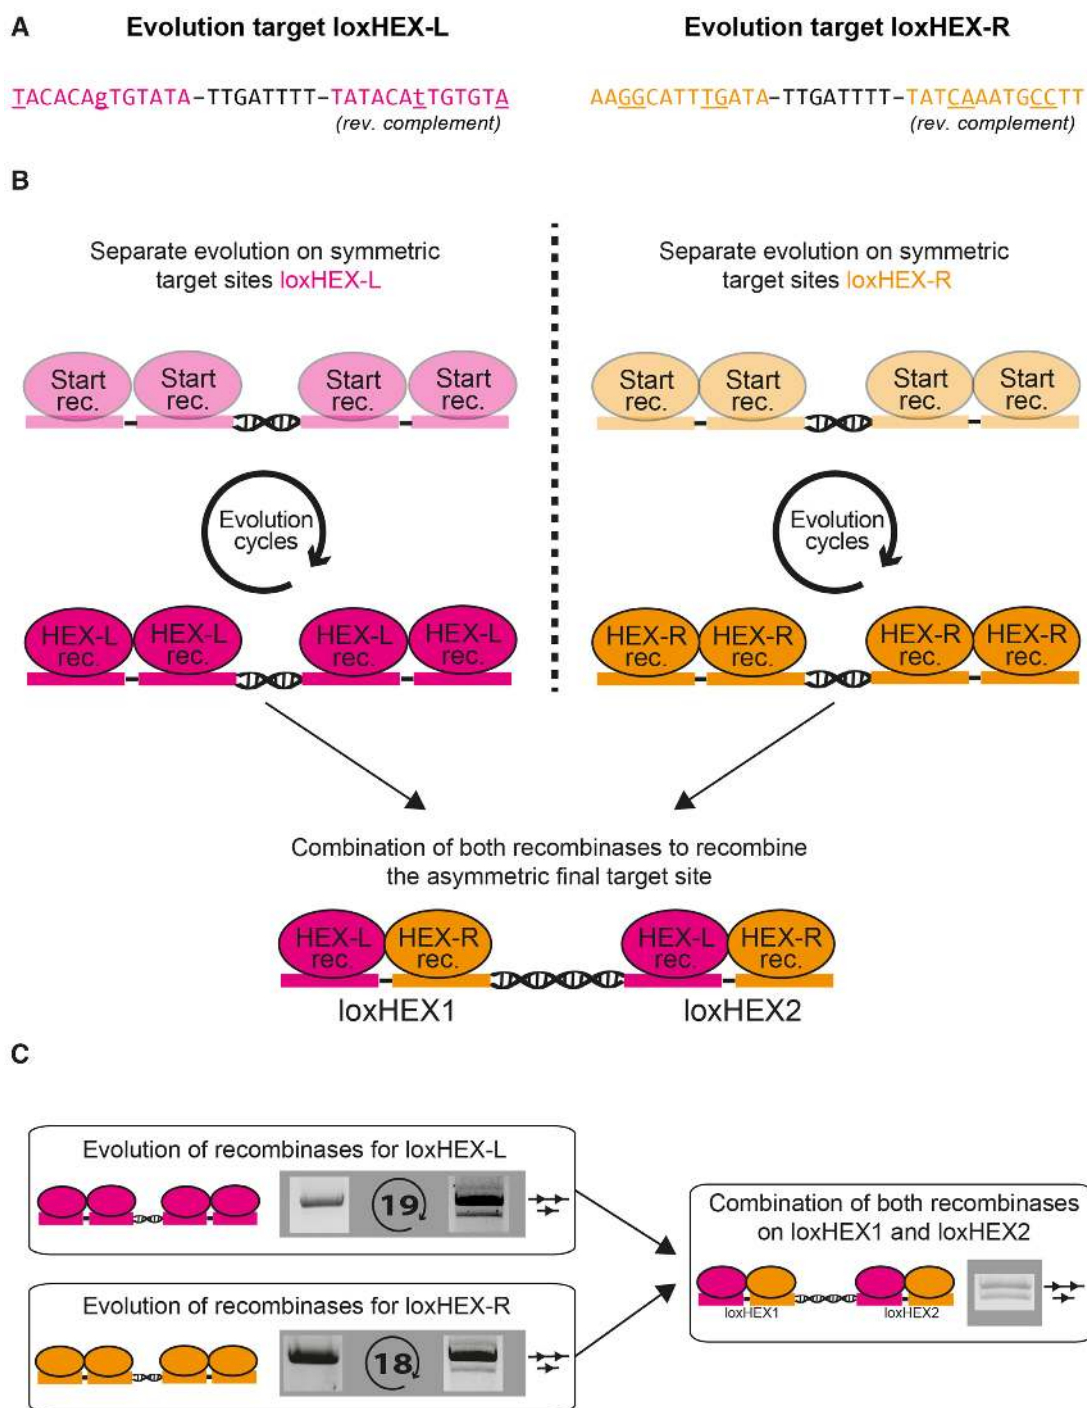 A
Evolution target loxHEX-L
Evolution target loxHEX-R
TACACAgTGTATA-TTGATTTT-TATACAtTGTGTA
(rev. complement)
AAGGCATTTGATA-TTGATTTT-TATCAAATGCCTT
(rev. complement)
B
Separate evolution on symmetric
target sites loxHEX-L
Separate evolution on symmetric
target sites loxHEX-R
Start
rec.
Start
rec.
Start
rec.
Start
rec.
Start
rec.
Start
rec.
Start
rec.
Start
rec.
Evolution
cycles
Evolution
cycles
HEX-L
rec.
HEX-L
rec.
HEX-L
rec.
HEX-L
rec.
HEX-R
rec.
HEX-R
rec.
HEX-R
rec.
HEX-R
rec.
Combination of both recombinases to recombine
the asymmetric final target site
HEX-L
rec.
HEX-R
rec.
HEX-L
rec.
HEX-R
rec.
loxHEX1
loxHEX2
C
Evolution of recombinases for loxHEX-L
19
Evolution of recombinases for loxHEX-R
18
Combination of both recombinases
on loxHEX1 and loxHEX2
loxHEX1
loxHEX2